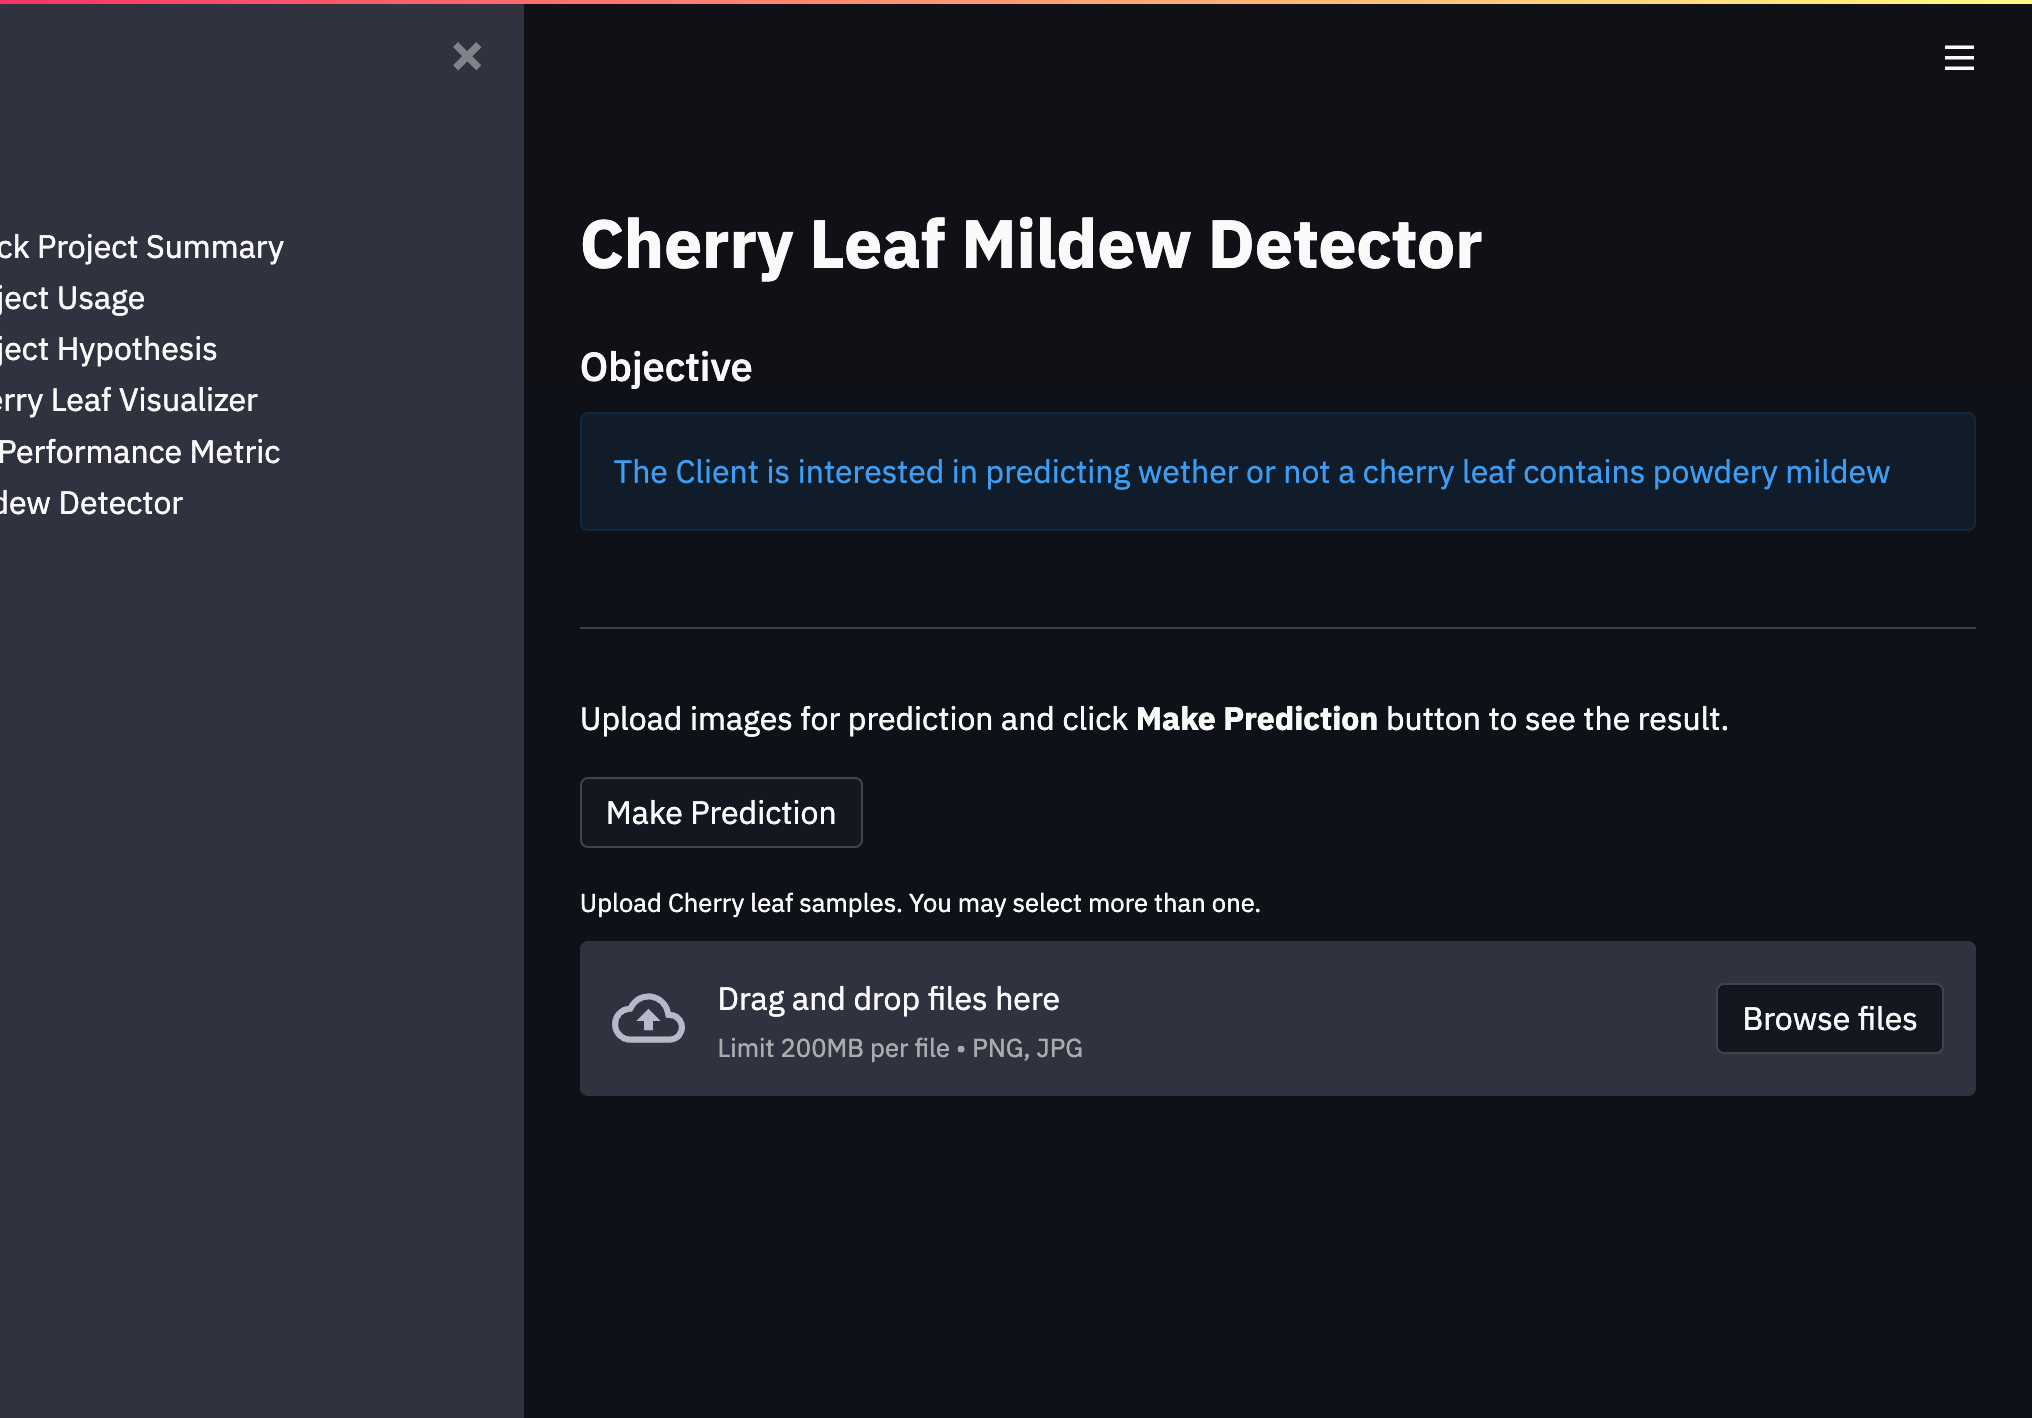 ck Project Summary
ject Usage
ject Hypothesis
erry Leaf Visualizer
Performance Metric
dew Detector
Cherry Leaf Mildew Detector
Objective
The Client is interested in predicting wether or not a cherry leaf contains powdery mildew
Upload images for prediction and click Make Prediction button to see the result.
Make Prediction
Upload Cherry leaf samples. You may select more than one.
Drag and drop files here
Limit 200MB per file • PNG, JPG
Browse files